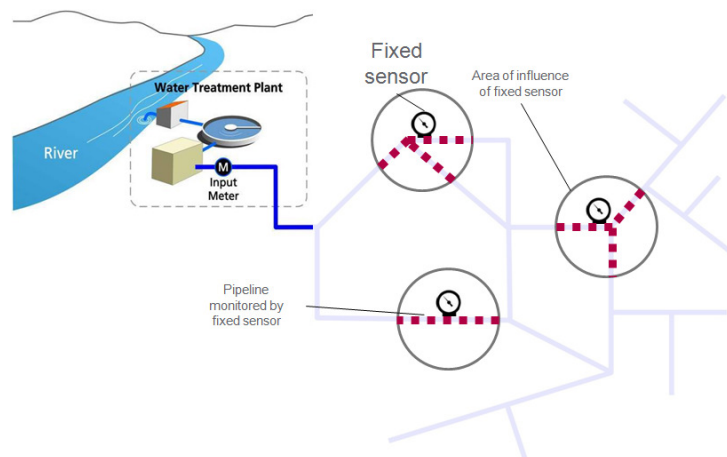 Fixed
sensor
Area of influence
of fixed sensor
Water Treatment Plant
River
M
Input
Meter
Pipeline
monitored by
fixed sensor